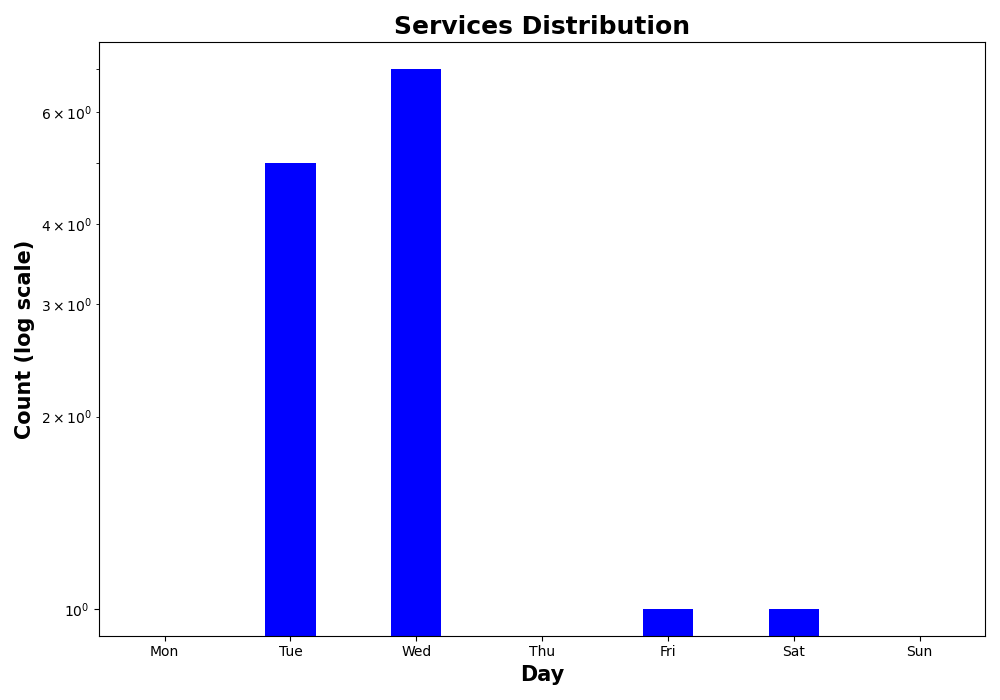 Services Distribution
Count (log scale)
6 × 10⁰
4 × 10⁰
3 × 10⁰
2 × 10⁰
10⁰
Mon Tue Wed Thu Fri Sat Sun
Day